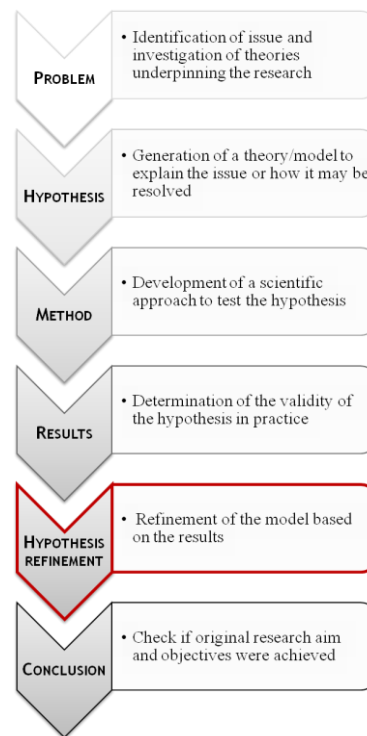 PROBLEM
• Identification of issue and
investigation of theories
underpinning the research
HYPOTHESIS
• Generation of a theory/model to
explain the issue or how it may be
resolved
METHOD
• Development of a scientific
approach to test the hypothesis
RESULTS
• Determination of the validity of
the hypothesis in practice
HYPOTHESIS
REFINEMENT
• Refinement of the model based
on the results
CONCLUSION
• Check if original research aim
and objectives were achieved